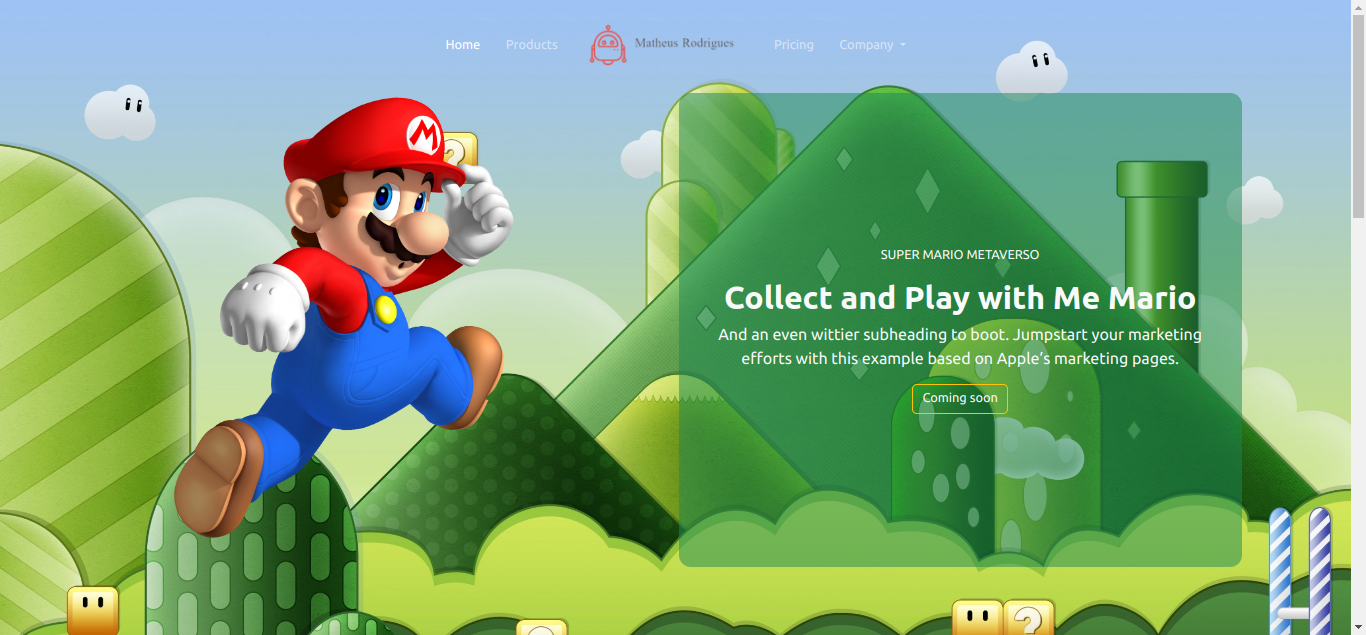 Home Products Matheus Rodrigues Pricing Company
M
?
SUPER MARIO METAVERSO
Collect and Play with Me Mario
And an even wittier subheading to boot. Jumpstart your marketing
efforts with this example based on Apple’s marketing pages.
Coming soon
?
?